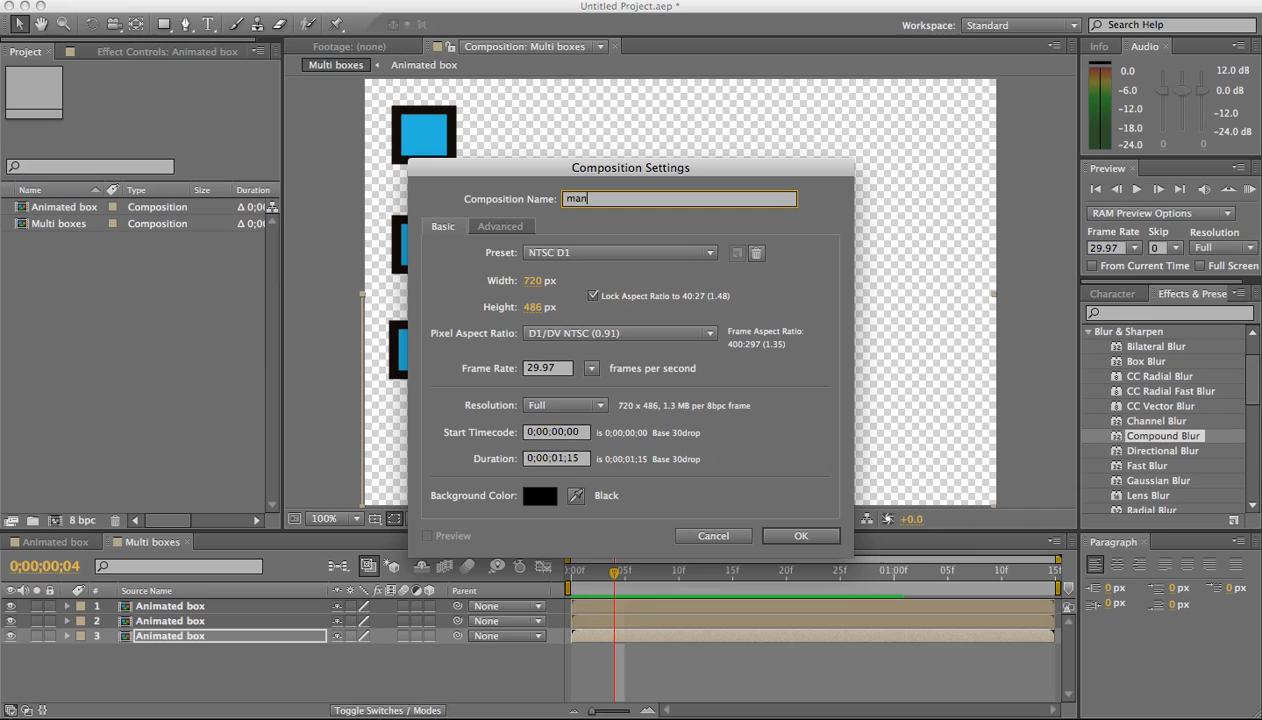 Untitled Project.aep *
Workspace: Standard
Search Help
Project
Effect Controls: Animated box
Footage: (none)
Composition: Multi boxes
Info
Audio
Multi boxes
Animated box
0.0
-6.0
-12.0
-18.0
-24.0
12.0 dB
0.0 dB
-12.0
-24.0 dB
Name
Type
Size
Duration
Animated box
Composition
Δ 0;00
Multi boxes
Composition
Δ 0;00
Composition Settings
Composition Name: man
Basic
Advanced
Preset: NTSC D1
Width: 720 px
Lock Aspect Ratio to 40:27 (1.48)
Height: 486 px
Pixel Aspect Ratio: D1/DV NTSC (0.91)
Frame Aspect Ratio:
400:297 (1.35)
Frame Rate: 29.97 frames per second
Resolution: Full
720 x 486, 1.3 MB per 8bpc frame
Start Timecode: 0;00;00;00 is 0;00;00;00 Base 30drop
Duration: 0;00;01;15 is 0;00;01;15 Base 30drop
Background Color:
Black
Preview
Cancel
OK
Preview
RAM Preview Options
Frame Rate
Skip
Resolution
29.97
0
Full
From Current Time
Full Screen
Character
Effects & Prese
Blur & Sharpen
Bilateral Blur
Box Blur
CC Radial Blur
CC Radial Fast Blur
CC Vector Blur
Channel Blur
Compound Blur
Directional Blur
Fast Blur
Gaussian Blur
Lens Blur
Radial Blur
8 bpc
100%
+0.0
Animated box
Multi boxes
0;00;00;04
#
Source Name
Parent
:00f
05f
10f
15f
20f
25f
01:00f
05f
10f
15f
1
Animated box
None
2
Animated box
None
3
Animated box
None
Toggle Switches / Modes
Paragraph
0 px
0 px
0 px
0 px
0 px